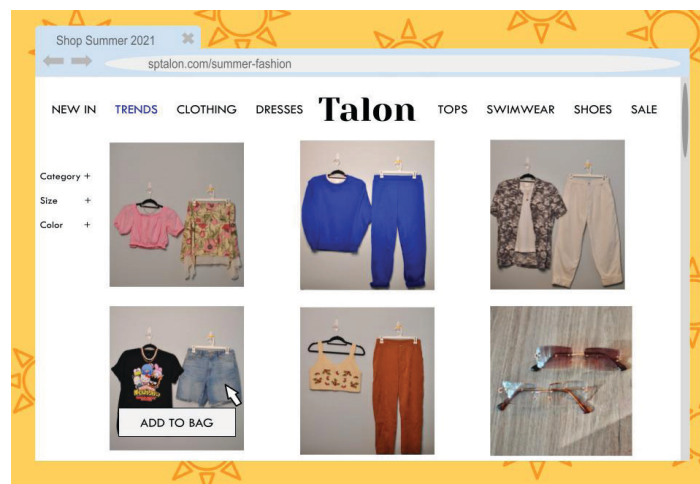 Shop Summer 2021
sptalon.com/summer-fashion
NEW IN TRENDS CLOTHING DRESSES Talon TOPS SWIMWEAR SHOES SALE
Category +
Size +
Color +
ADD TO BAG